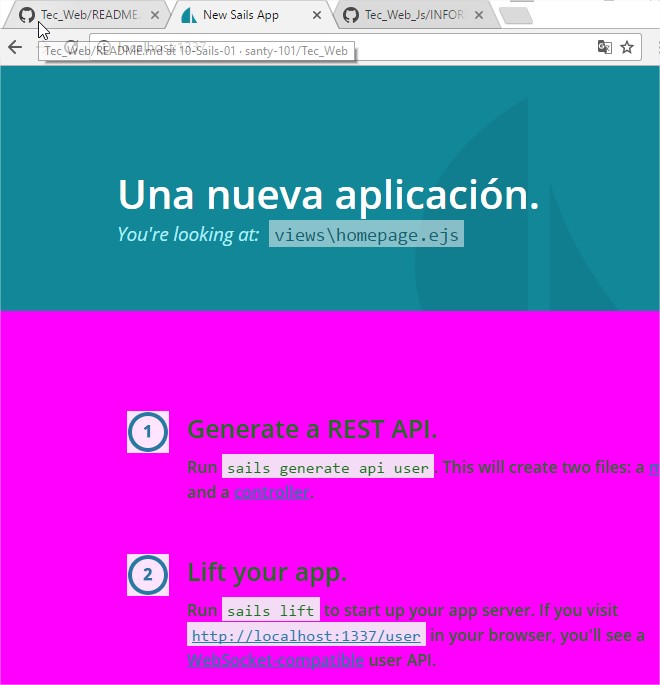 Tec_Web/README.
New Sails App
Tec_Web_Js/INFOR
Tec_Web/README.md at 10-Sails-01 · santy-101/Tec_Web
Una nueva aplicación.
You're looking at: views\homepage.ejs
1
Generate a REST API.
Run sails generate api user. This will create two files: a
and a controller.
2
Lift your app.
Run sails lift to start up your app server. If you visit
http://localhost:1337/user in your browser, you'll see a
WebSocket-compatible user API.